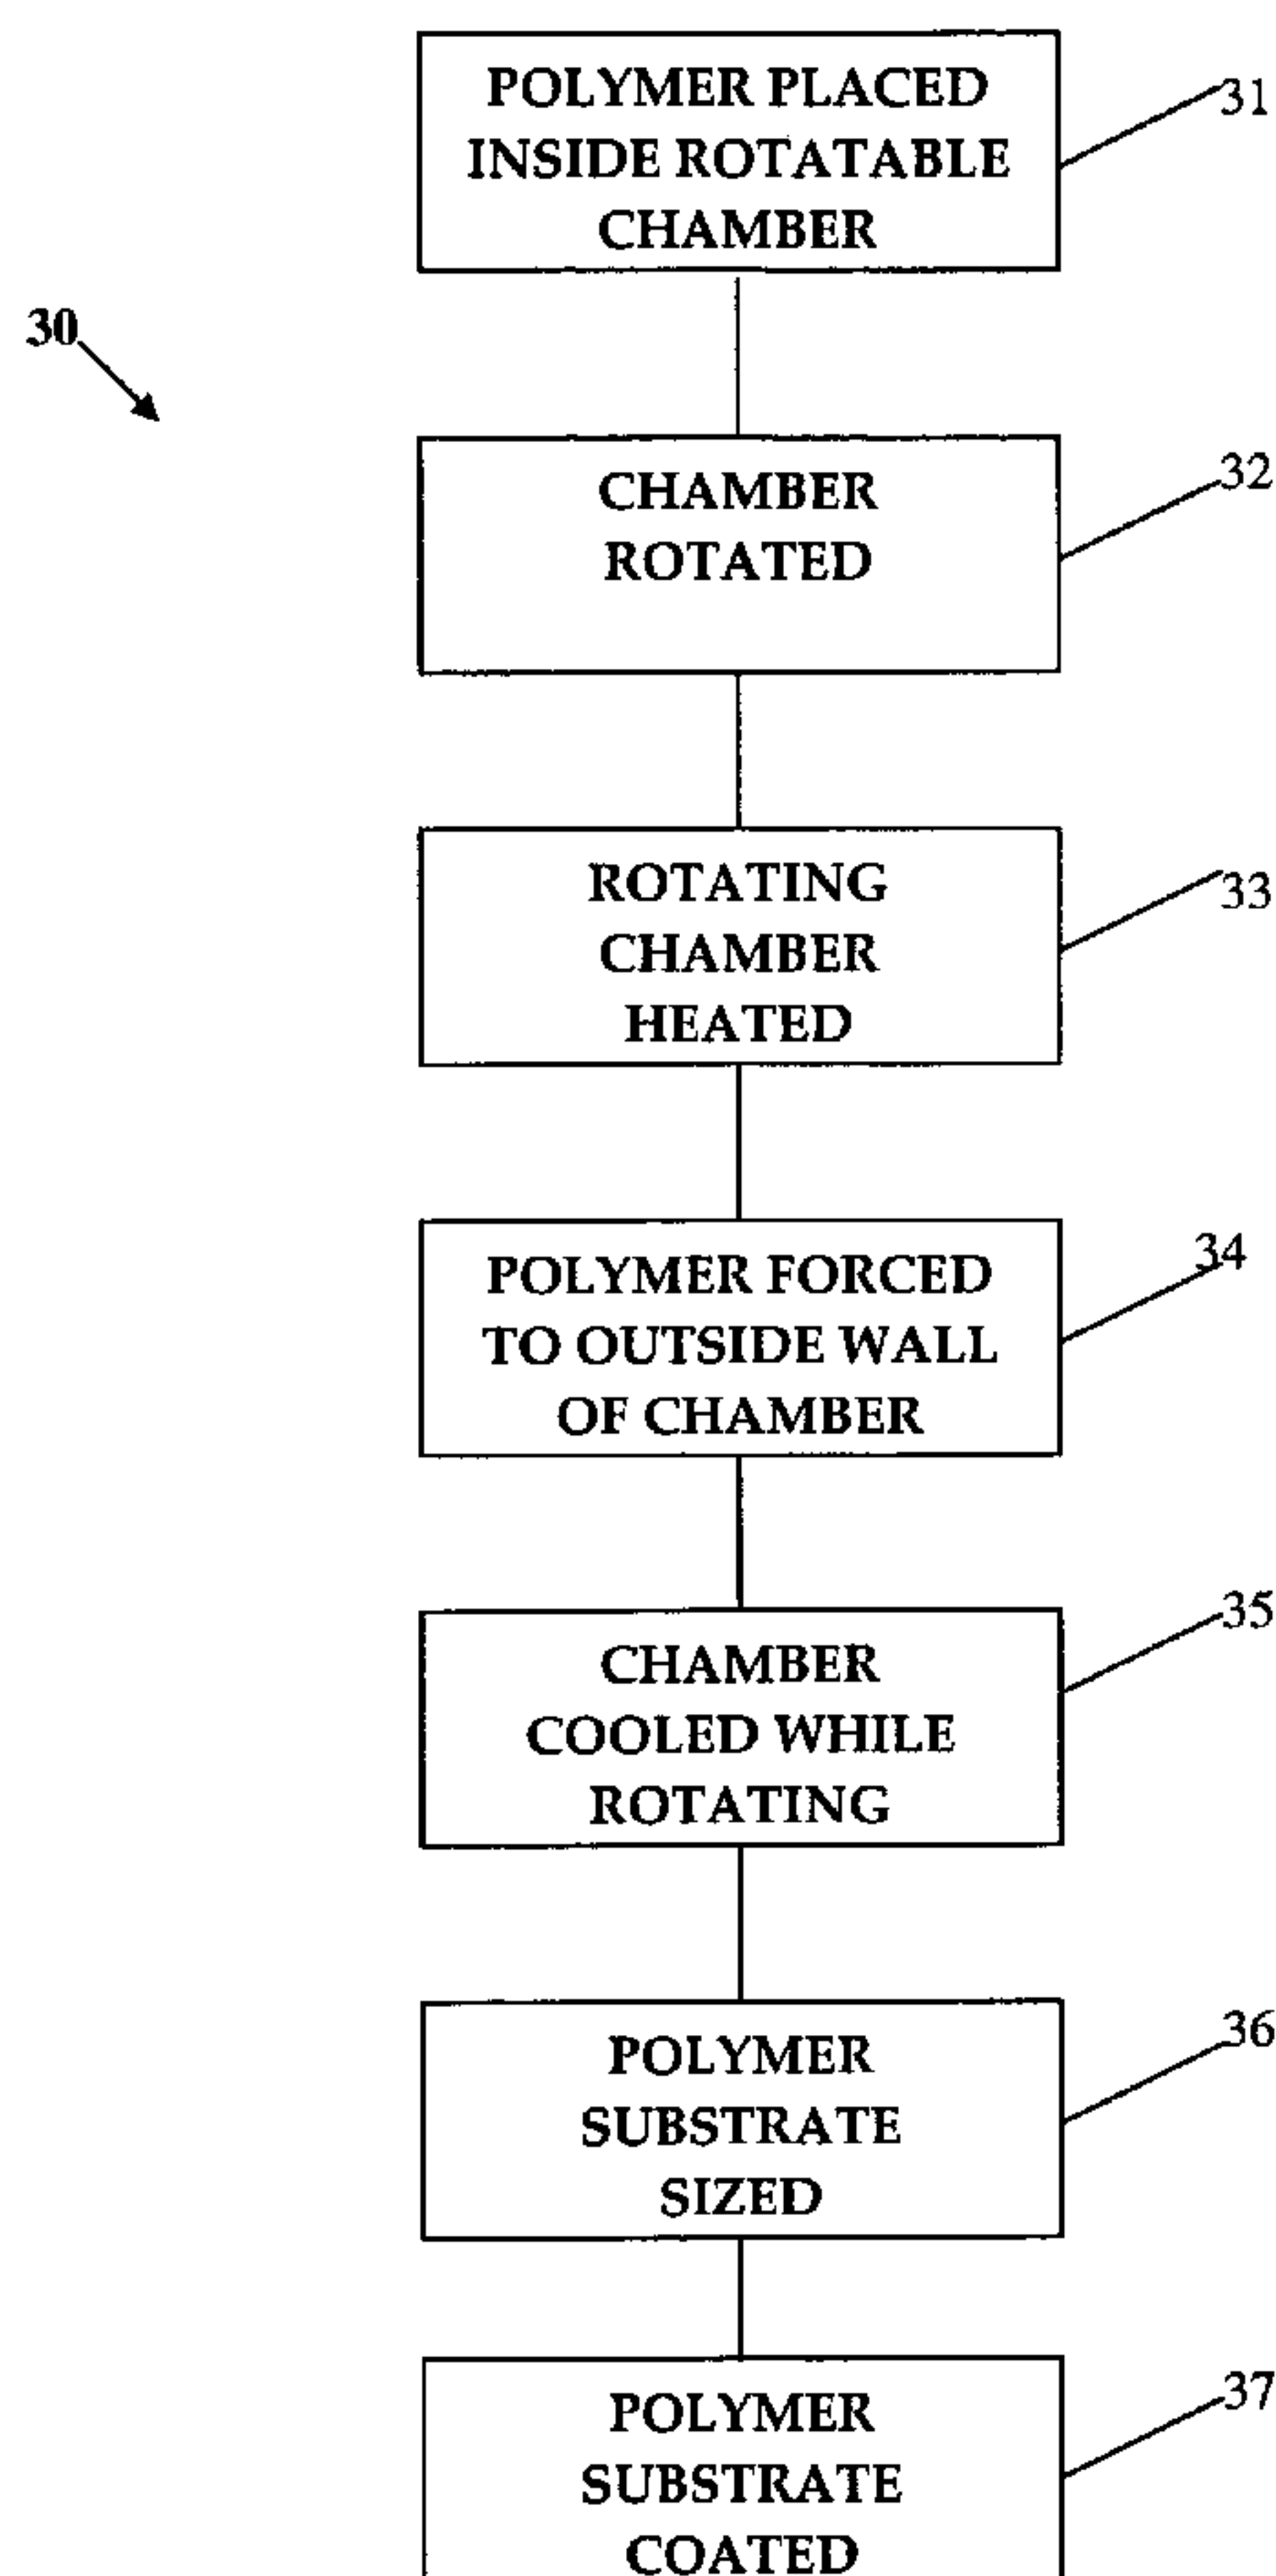 POLYMER PLACED
INSIDE ROTATABLE
CHAMBER
31
30
CHAMBER
ROTATED
32
ROTATING
CHAMBER
HEATED
33
POLYMER FORCED
TO OUTSIDE WALL
OF CHAMBER
34
CHAMBER
COOLED WHILE
ROTATING
35
POLYMER
SUBSTRATE
SIZED
36
POLYMER
SUBSTRATE
COATED
37